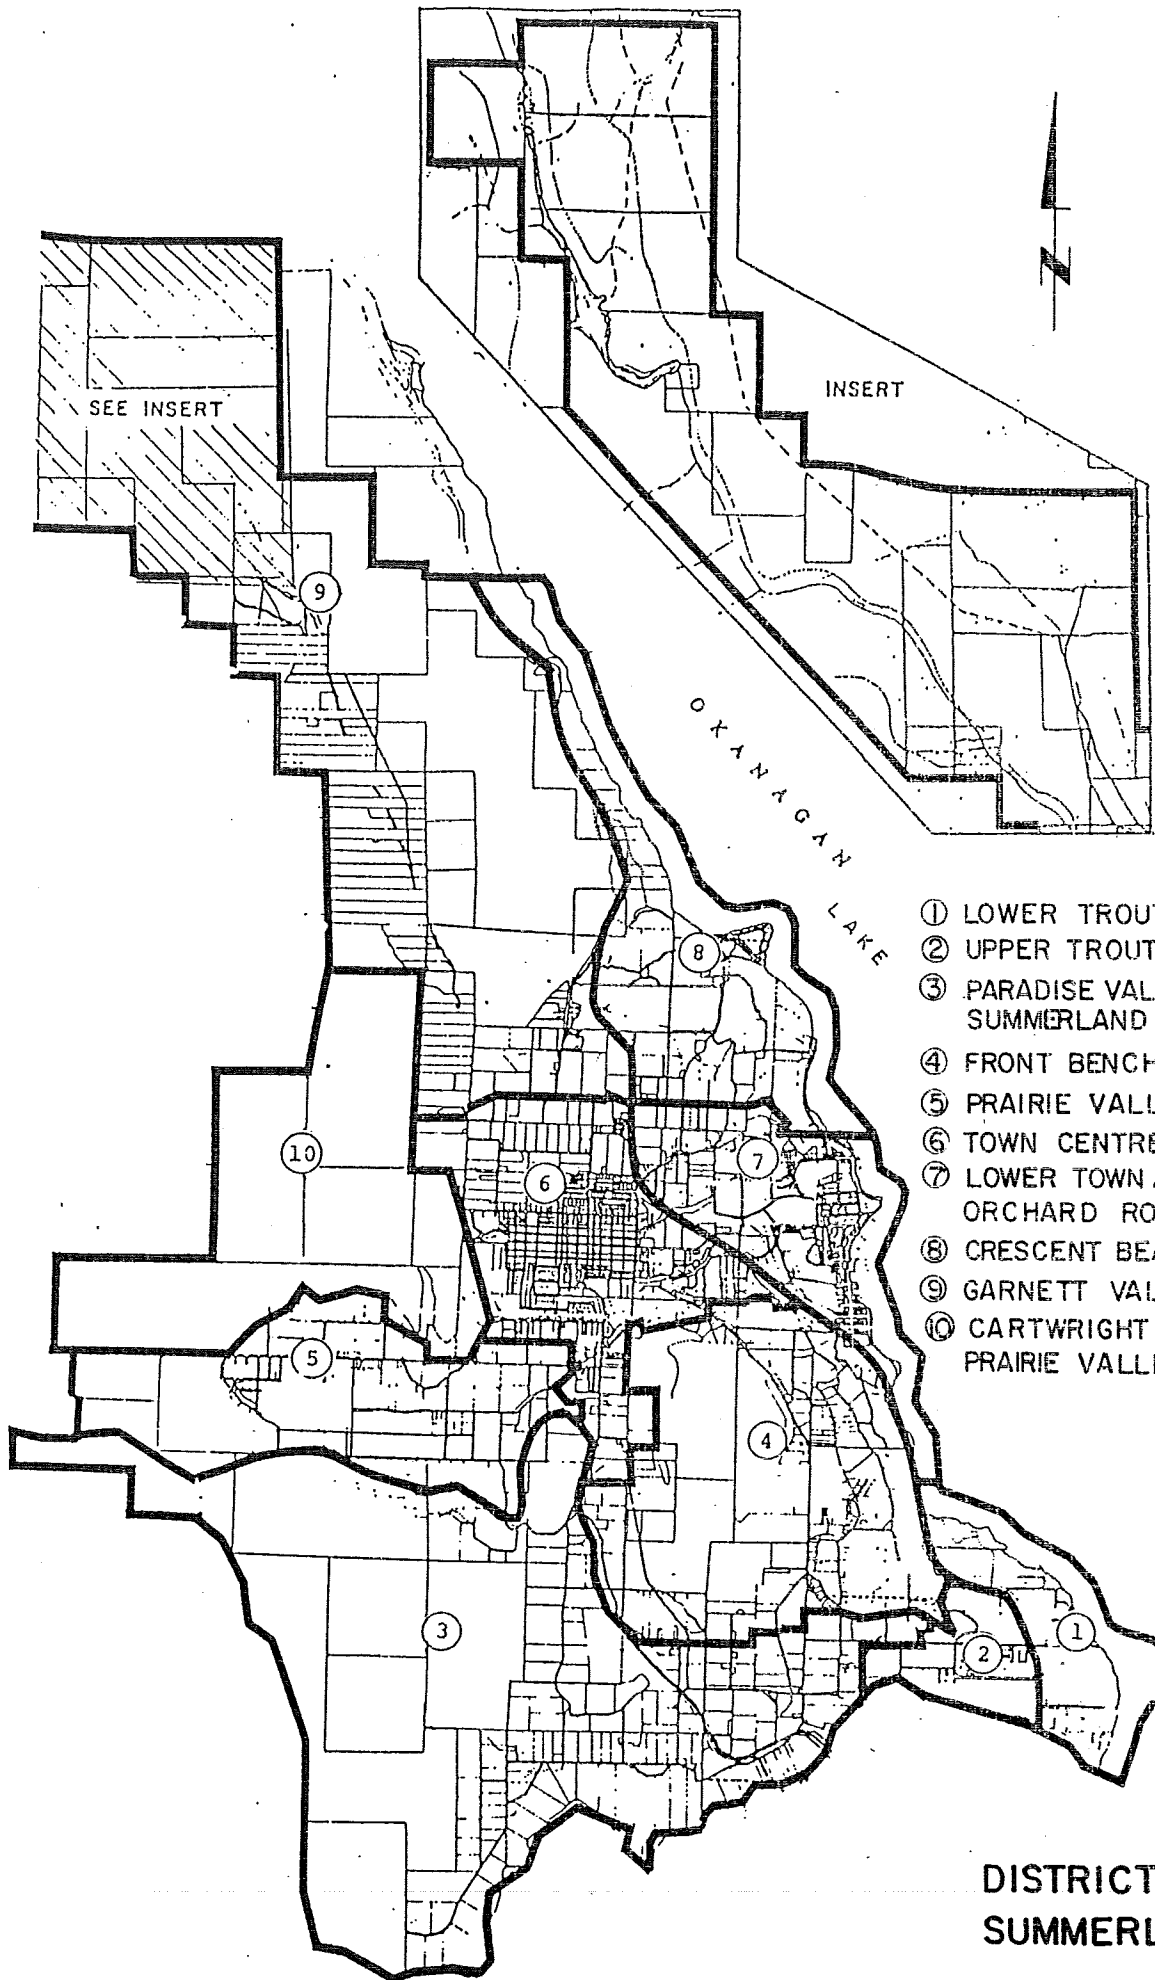 N
INSERT
SEE INSERT
OKANAGAN LAKE
9
8
10
7
6
5
4
3
2
1
① LOWER TROUT
② UPPER TROUT
③ PARADISE VAL
SUMMERLAND
④ FRONT BENCH
⑤ PRAIRIE VALL
⑥ TOWN CENTRE
⑦ LOWER TOWN
ORCHARD RO
⑧ CRESCENT BEA
⑨ GARNETT VAL
⑩ CARTWRIGHT
PRAIRIE VALLE
DISTRICT
SUMMERL